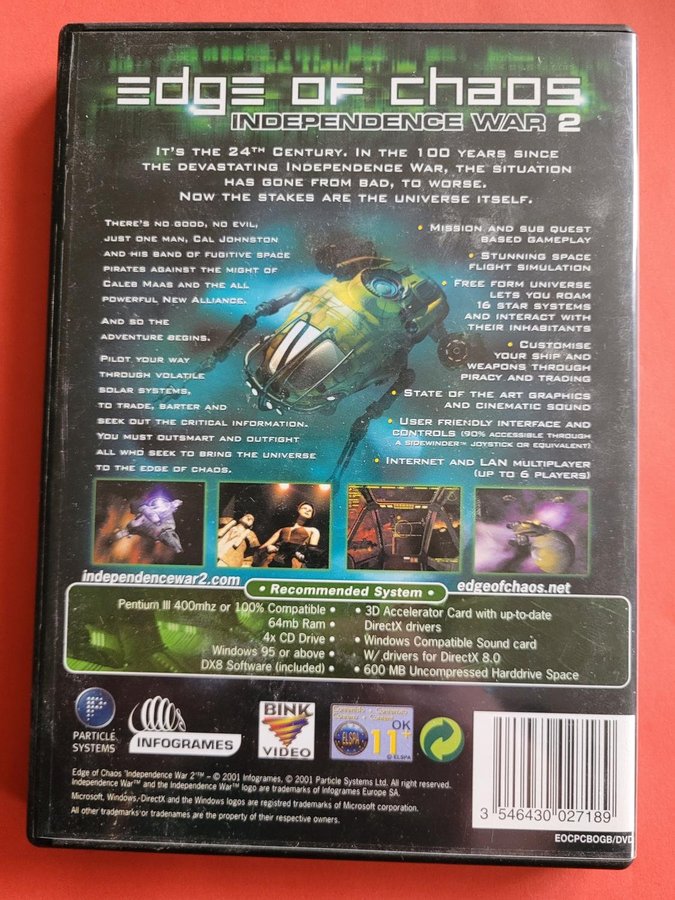 EDGE OF CHAOS
INDEPENDENCE WAR 2
IT'S THE 24TH CENTURY. IN THE 100 YEARS SINCE
THE DEVASTATING INDEPENDENCE WAR, THE SITUATION
HAS GONE FROM BAD, TO WORSE.
NOW THE STAKES ARE THE UNIVERSE ITSELF.
THERE'S NO GOOD, NO EVIL,
JUST ONE MAN, CAL JOHNSTON
AND HIS BAND OF FUGITIVE SPACE
PIRATES AGAINST THE MIGHT OF
CALEB MAAS AND THE ALL
POWERFUL NEW ALLIANCE.
AND SO THE
ADVENTURE BEGINS.
PILOT YOUR WAY
THROUGH VOLATILE
SOLAR SYSTEMS,
TO TRADE, BARTER AND
SEEK OUT THE CRITICAL INFORMATION.
YOU MUST OUTSMART AND OUTFIGHT
ALL WHO SEEK TO BRING THE UNIVERSE
TO THE EDGE OF CHAOS.
• MISSION AND SUB QUEST
BASED GAMEPLAY
• STUNNING SPACE
FLIGHT SIMULATION
• FREE FORM UNIVERSE
LETS YOU ROAM
16 STAR SYSTEMS
AND INTERACT WITH
THEIR INHABITANTS
• CUSTOMISE
YOUR SHIP AND
WEAPONS THROUGH
PIRACY AND TRADING
• STATE OF THE ART GRAPHICS
AND CINEMATIC SOUND
• USER FRIENDLY INTERFACE AND
CONTROLS (90% ACCESSIBLE THROUGH
A SIDEWINDER™ JOYSTICK OR EQUIVALENT)
• INTERNET AND LAN MULTIPLAYER
(UP TO 6 PLAYERS)
independencewar2.com
edgeofchaos.net
• Recommended System •
Pentium III 400mhz or 100% Compatible •
64mb Ram •
4x CD Drive •
Windows 95 or above •
DX8 Software (included) •
• 3D Accelerator Card with up-to-date
DirectX drivers
• Windows Compatible Sound card
W/ drivers for DirectX 8.0
• 600 MB Uncompressed Harddrive Space
PARTICLE
SYSTEMS
INFOGRAMES
BINK
VIDEO
OK
ELSPA
11+
© ELSPA
Edge of Chaos 'Independence War 2'™ – © 2001 Infogrames, © 2001 Particle Systems Ltd. All right reserved.
Independence War™ and the Independence War™ logo are trademarks of Infogrames Europe SA.
Microsoft, Windows, DirectX and the Windows logos are registred trademarks of Microsoft corporation.
All other trademarks or tradenames are the property of their respective owners.
3 546430 027189
EOCPCBOGB/DVD